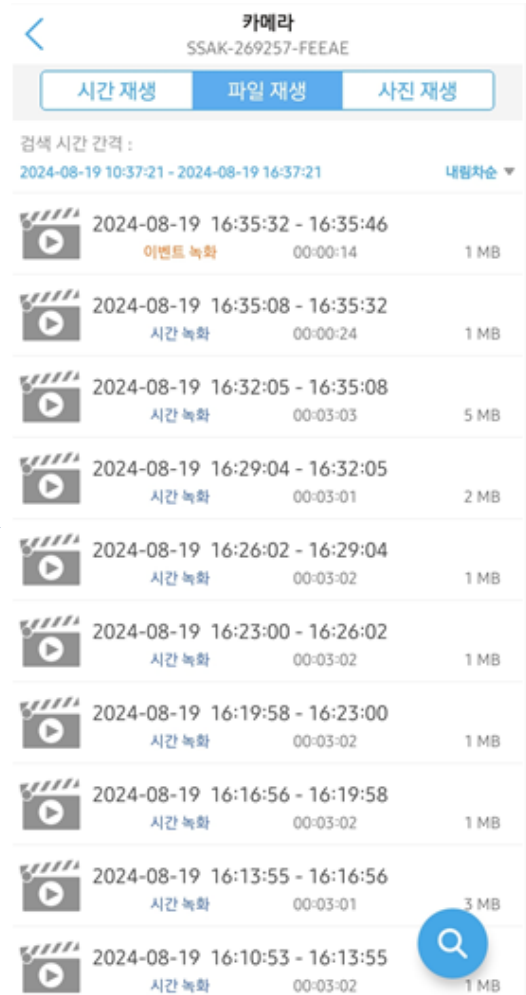 카메라
SSAK-269257-FEEAE
시간 재생 파일 재생 사진 재생
검색 시간 간격 :
2024-08-19 10:37:21 - 2024-08-19 16:37:21 내림차순
2024-08-19 16:35:32 - 16:35:46
이벤트 녹화 00:00:14 1 MB
2024-08-19 16:35:08 - 16:35:32
시간 녹화 00:00:24 1 MB
2024-08-19 16:32:05 - 16:35:08
시간 녹화 00:03:03 5 MB
2024-08-19 16:29:04 - 16:32:05
시간 녹화 00:03:01 2 MB
2024-08-19 16:26:02 - 16:29:04
시간 녹화 00:03:02 1 MB
2024-08-19 16:23:00 - 16:26:02
시간 녹화 00:03:02 1 MB
2024-08-19 16:19:58 - 16:23:00
시간 녹화 00:03:02 1 MB
2024-08-19 16:16:56 - 16:19:58
시간 녹화 00:03:02 1 MB
2024-08-19 16:13:55 - 16:16:56
시간 녹화 00:03:01 3 MB
2024-08-19 16:10:53 - 16:13:55
시간 녹화 00:03:02 1 MB